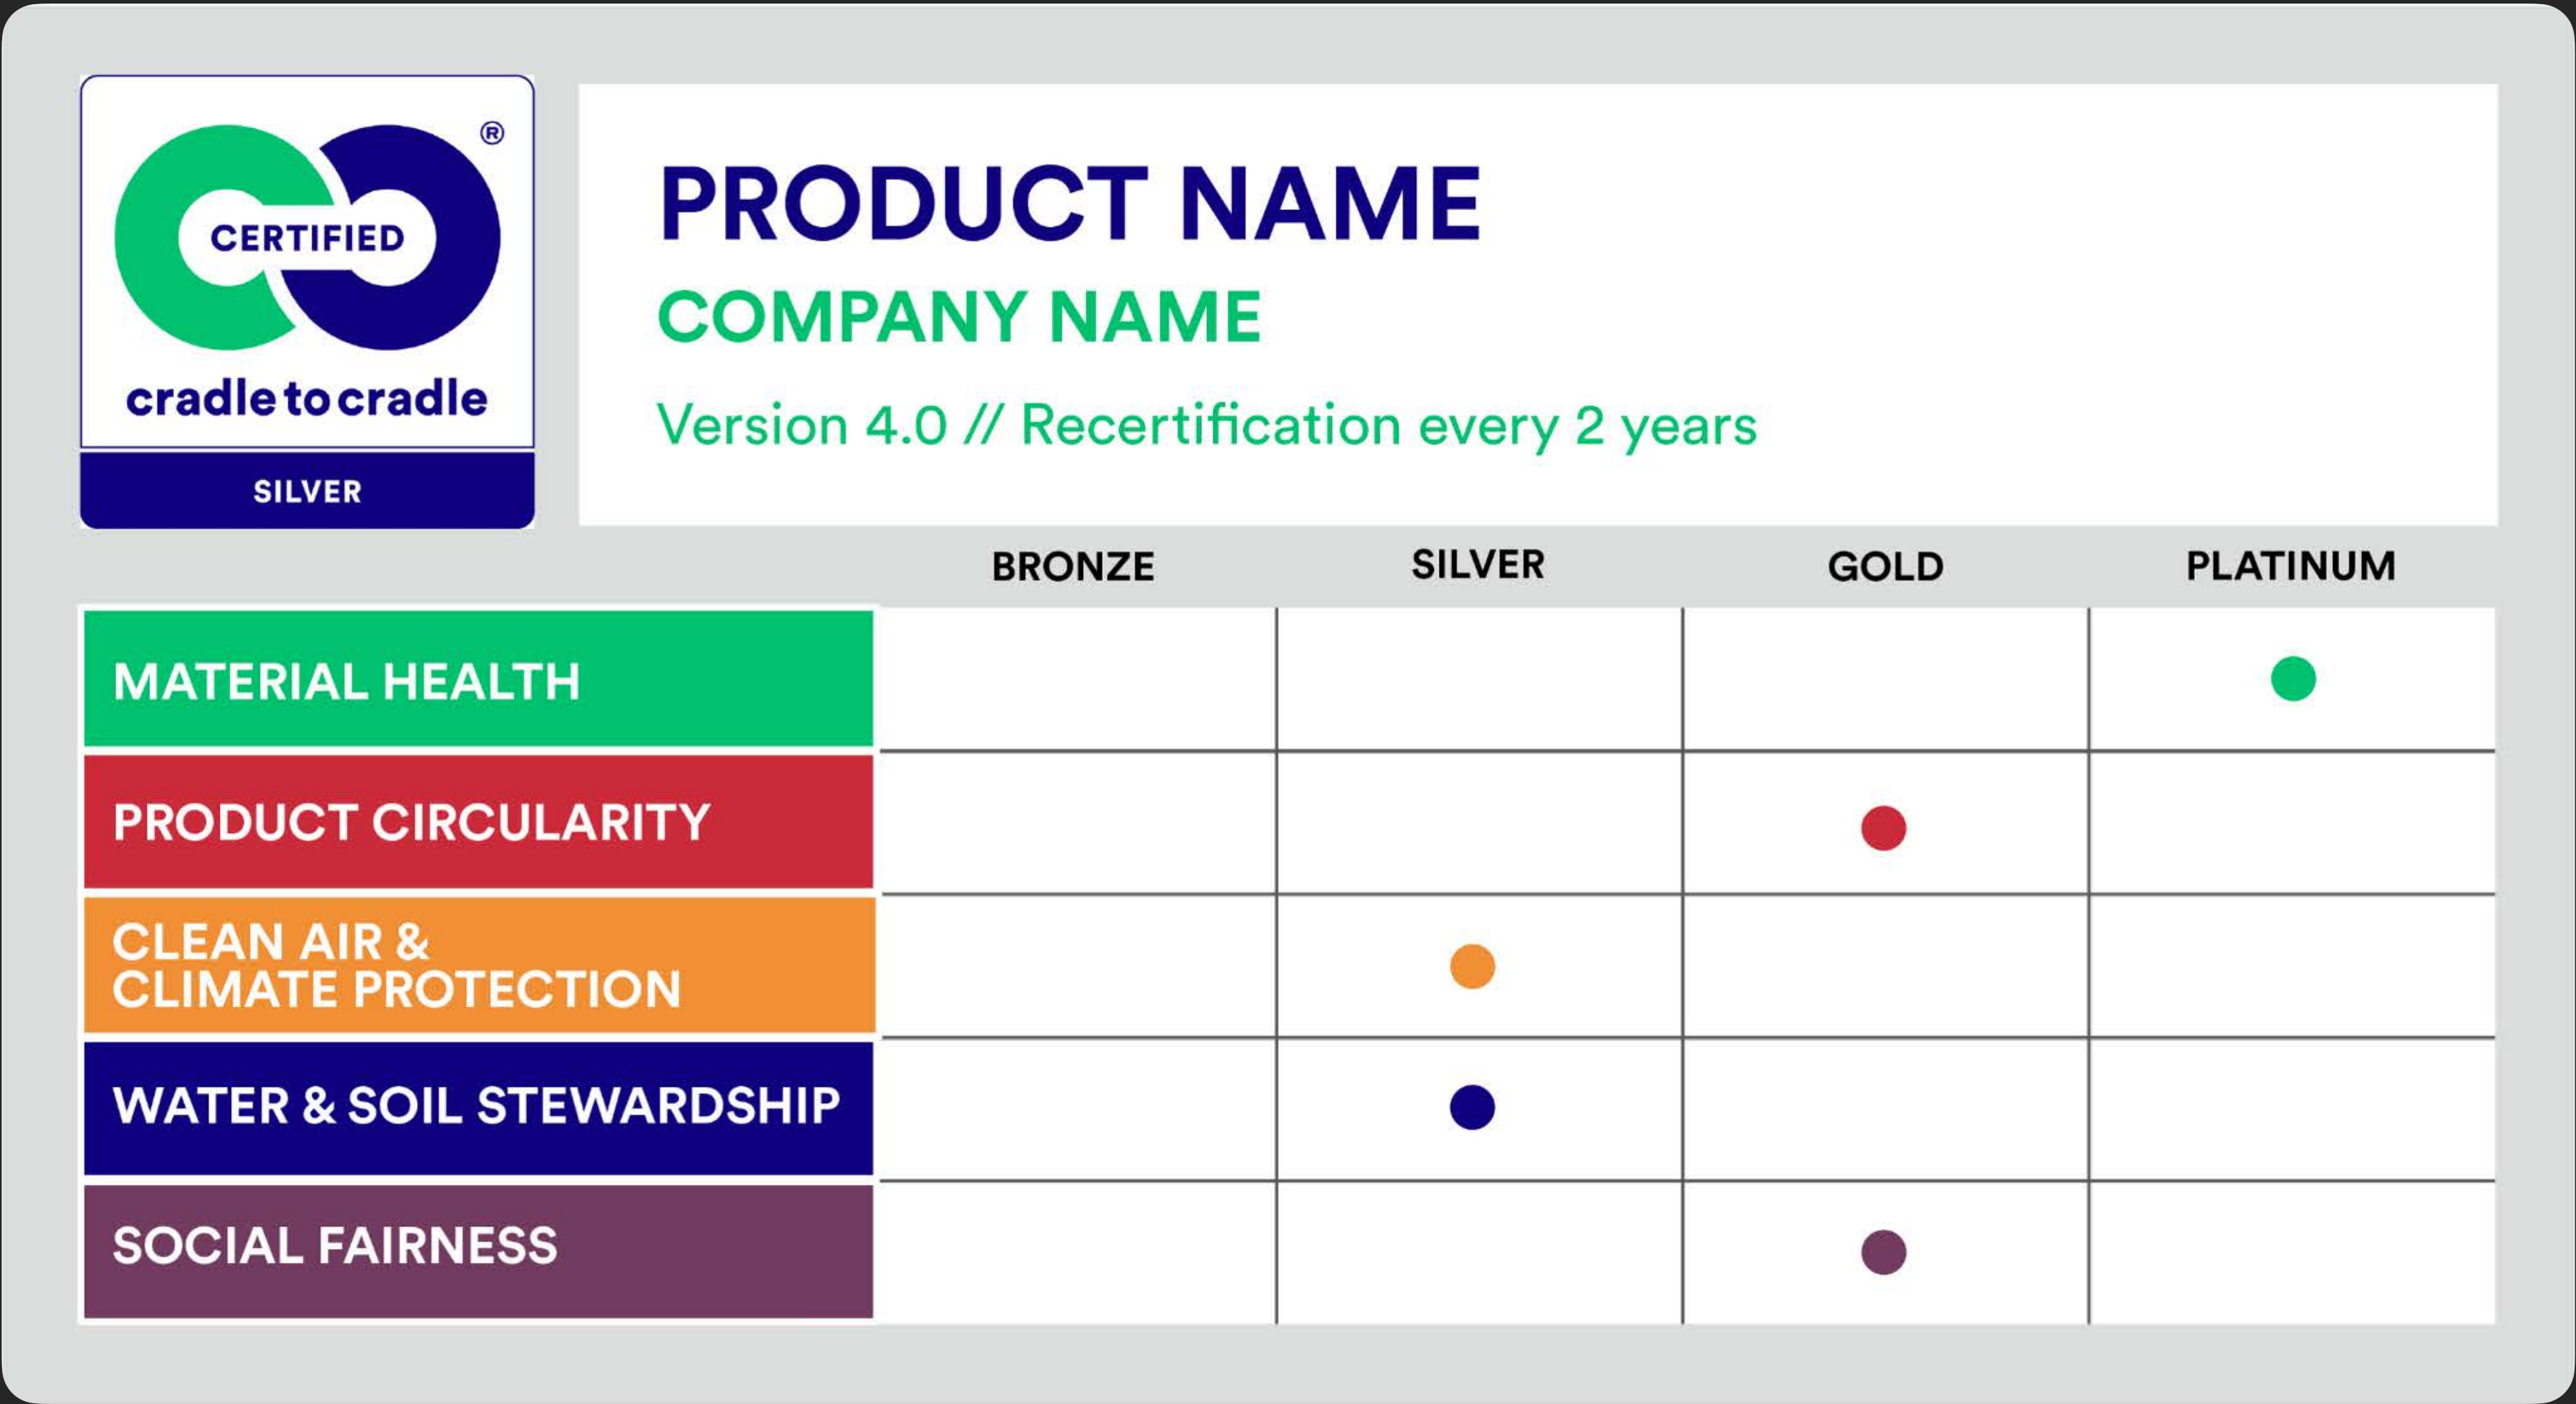 ®
CERTIFIED
cradle to cradle
SILVER
PRODUCT NAME
COMPANY NAME
Version 4.0 // Recertification every 2 years
BRONZE SILVER GOLD PLATINUM
MATERIAL HEALTH
PRODUCT CIRCULARITY
CLEAN AIR &
CLIMATE PROTECTION
WATER & SOIL STEWARDSHIP
SOCIAL FAIRNESS